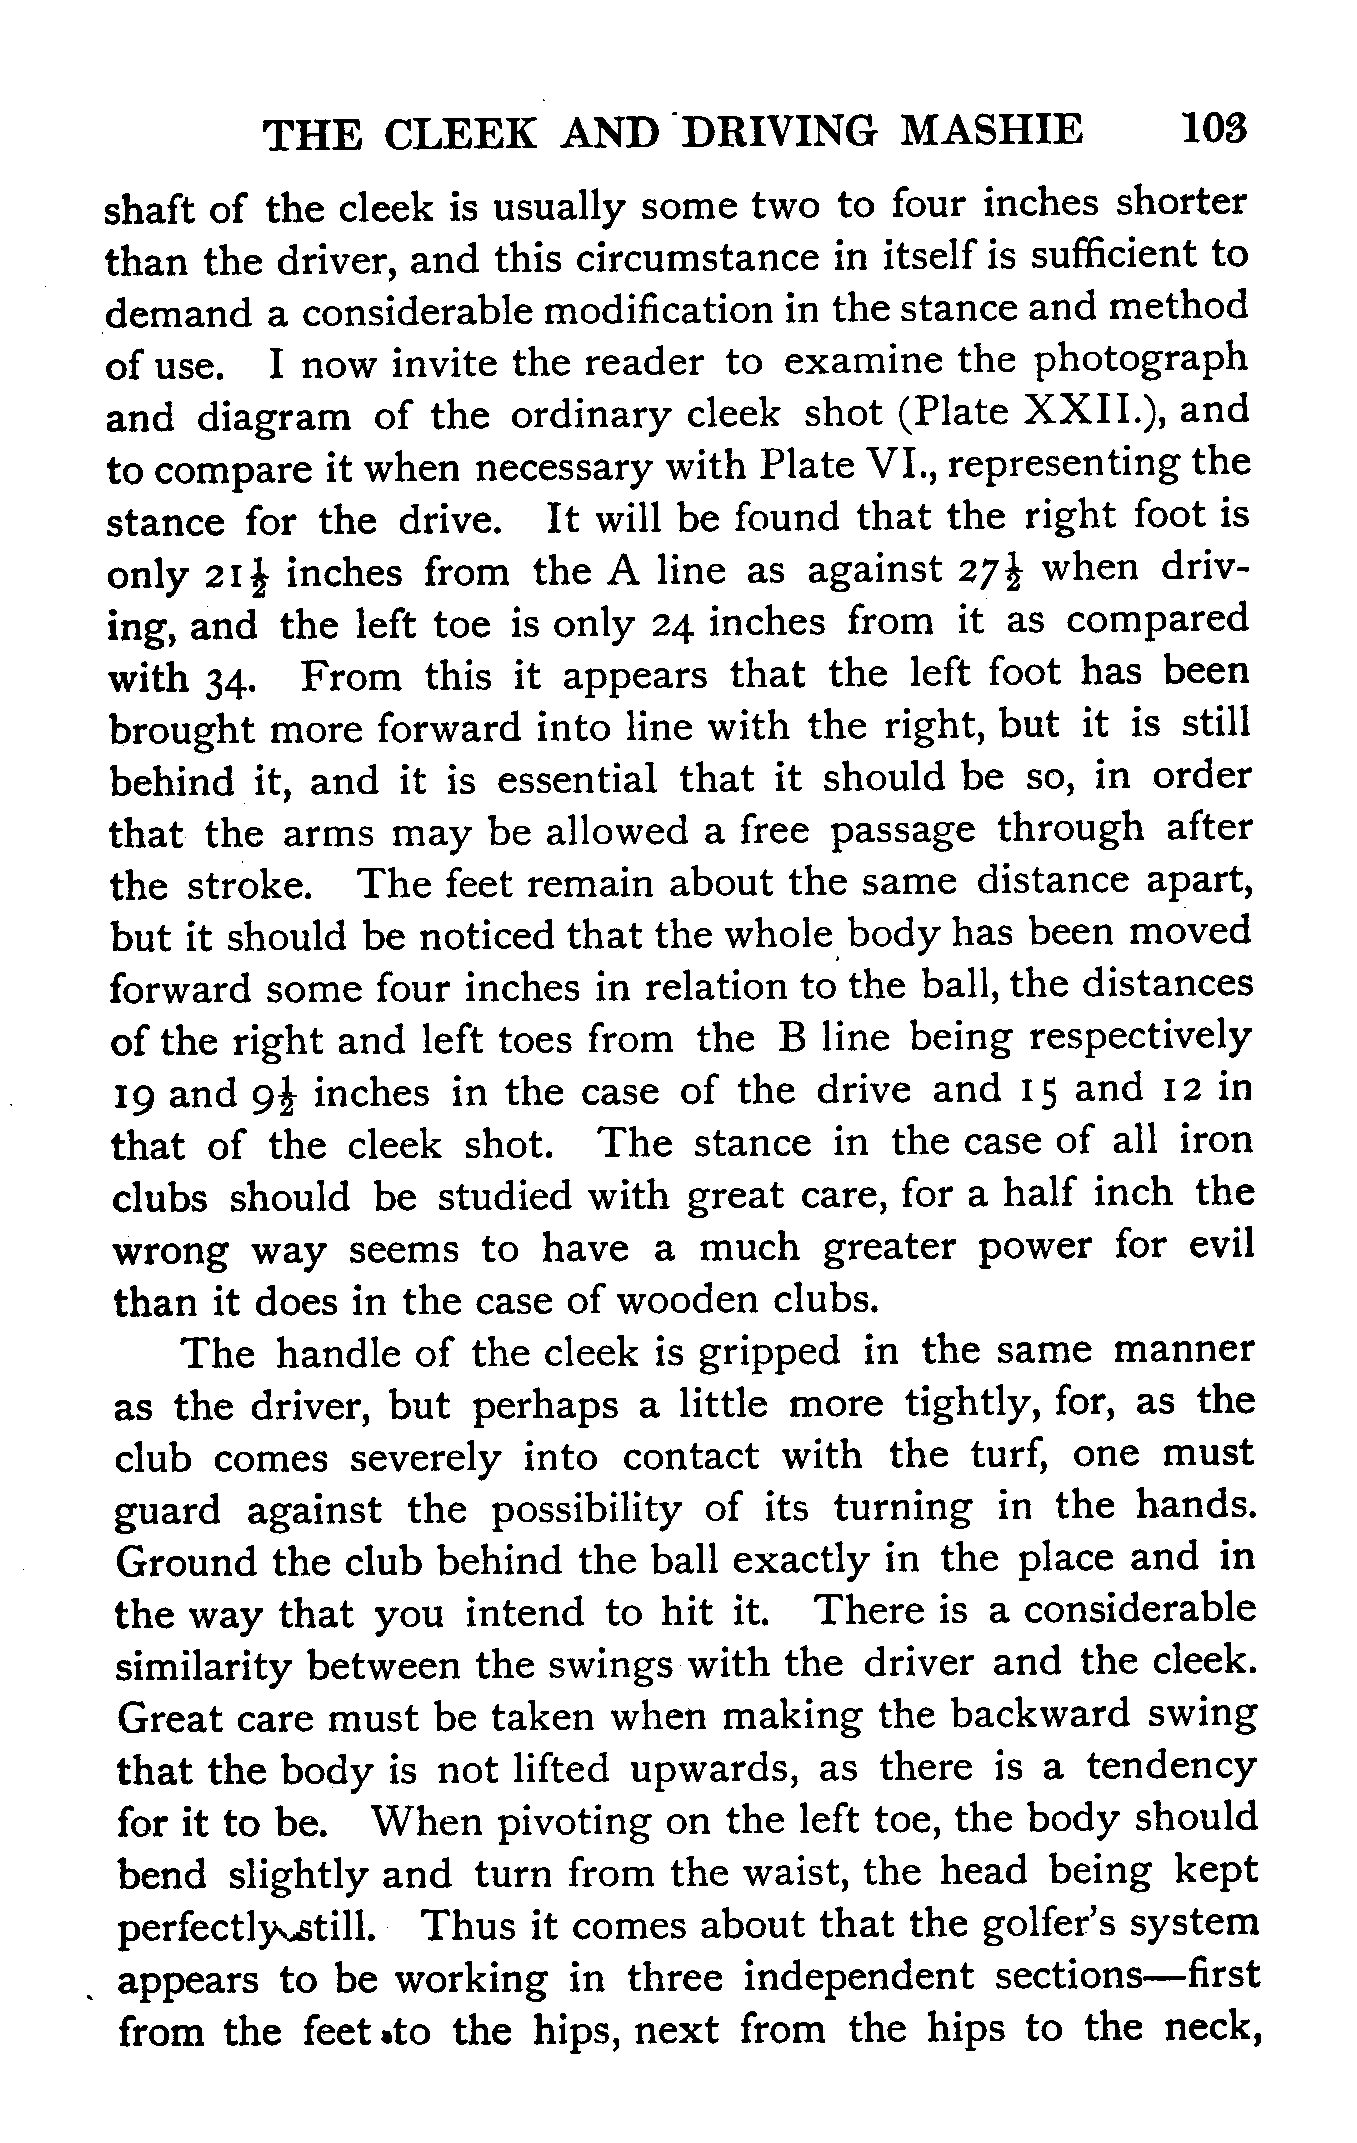 THE CLEEK AND DRIVING MASHIE 103
shaft of the cleek is usually some two to four inches shorter
than the driver, and this circumstance in itself is sufficient to
demand a considerable modification in the stance and method
of use. I now invite the reader to examine the photograph
and diagram of the ordinary cleek shot (Plate XXII.), and
to compare it when necessary with Plate VI., representing the
stance for the drive. It will be found that the right foot is
only 21½ inches from the A line as against 27½ when driv-
ing, and the left toe is only 24 inches from it as compared
with 34. From this it appears that the left foot has been
brought more forward into line with the right, but it is still
behind it, and it is essential that it should be so, in order
that the arms may be allowed a free passage through after
the stroke. The feet remain about the same distance apart,
but it should be noticed that the whole body has been moved
forward some four inches in relation to the ball, the distances
of the right and left toes from the B line being respectively
19 and 9½ inches in the case of the drive and 15 and 12 in
that of the cleek shot. The stance in the case of all iron
clubs should be studied with great care, for a half inch the
wrong way seems to have a much greater power for evil
than it does in the case of wooden clubs.
The handle of the cleek is gripped in the same manner
as the driver, but perhaps a little more tightly, for, as the
club comes severely into contact with the turf, one must
guard against the possibility of its turning in the hands.
Ground the club behind the ball exactly in the place and in
the way that you intend to hit it. There is a considerable
similarity between the swings with the driver and the cleek.
Great care must be taken when making the backward swing
that the body is not lifted upwards, as there is a tendency
for it to be. When pivoting on the left toe, the body should
bend slightly and turn from the waist, the head being kept
perfectly still. Thus it comes about that the golfer's system
appears to be working in three independent sections—first
from the feet to the hips, next from the hips to the neck,